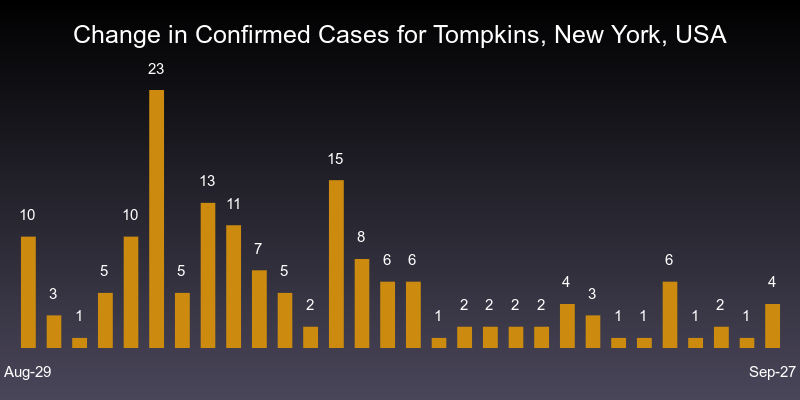 Change in Confirmed Cases for Tompkins, New York, USA
10 3 1 5 10 23 5 13 11 7 5 2 15 8 6 6 1 2 2 2 2 4 3 1 1 6 1 2 1 4
Aug-29 Sep-27